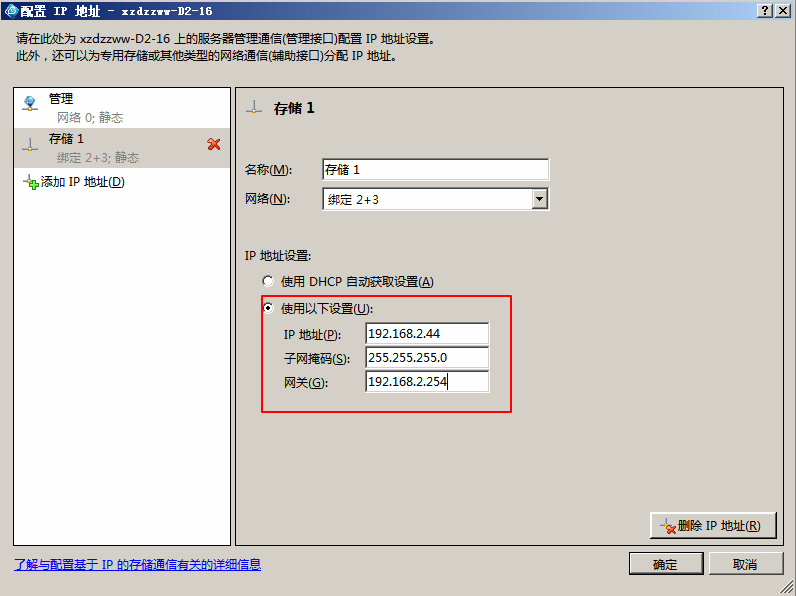 配置 IP 地址 - xzdzzww-D2-16
请在此处为 xzdzzww-D2-16 上的服务器管理通信(管理接口)配置 IP 地址设置。
此外，还可以为专用存储或其他类型的网络通信(辅助接口)分配 IP 地址。
管理
网络 0; 静态
存储 1
绑定 2+3; 静态
添加 IP 地址(D)
存储 1
名称(M): 存储 1
网络(N): 绑定 2+3
IP 地址设置:
使用 DHCP 自动获取设置(A)
使用以下设置(U):
IP 地址(P): 192.168.2.44
子网掩码(S): 255.255.255.0
网关(G): 192.168.2.254
删除 IP 地址(R)
了解与配置基于 IP 的存储通信有关的详细信息
确定 取消